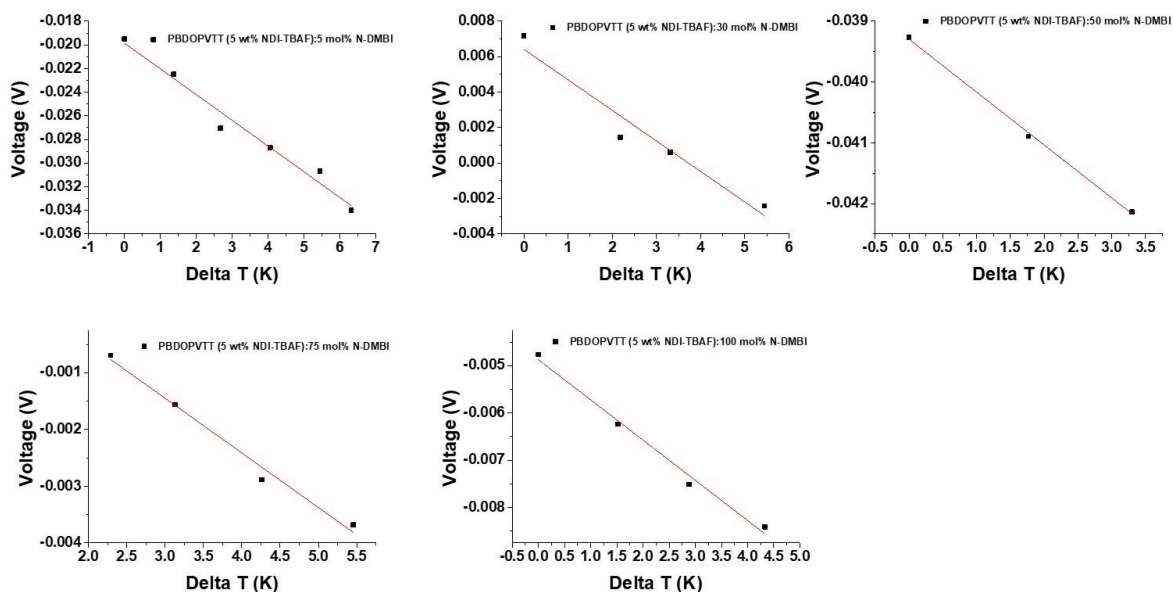 -0.018
-0.020
-0.022
-0.024
-0.026
-0.028
-0.030
-0.032
-0.034
-0.036
Voltage (V)
PBDOPVTT (5 wt% NDI-TBAF):5 mol% N-DMBI
-1 0 1 2 3 4 5 6 7
Delta T (K)
0.008
0.006
0.004
0.002
0.000
-0.002
-0.004
Voltage (V)
PBDOPVTT (5 wt% NDI-TBAF):30 mol% N-DMBI
0 1 2 3 4 5 6
Delta T (K)
-0.039
-0.040
-0.041
-0.042
Voltage (V)
PBDOPVTT (5 wt% NDI-TBAF):50 mol% N-DMBI
-0.5 0.0 0.5 1.0 1.5 2.0 2.5 3.0 3.5
Delta T (K)
-0.001
-0.002
-0.003
-0.004
Voltage (V)
PBDOPVTT (5 wt% NDI-TBAF):75 mol% N-DMBI
2.0 2.5 3.0 3.5 4.0 4.5 5.0 5.5
Delta T (K)
-0.005
-0.006
-0.007
-0.008
Voltage (V)
PBDOPVTT (5 wt% NDI-TBAF):100 mol% N-DMBI
-0.5 0.0 0.5 1.0 1.5 2.0 2.5 3.0 3.5 4.0 4.5 5.0
Delta T (K)